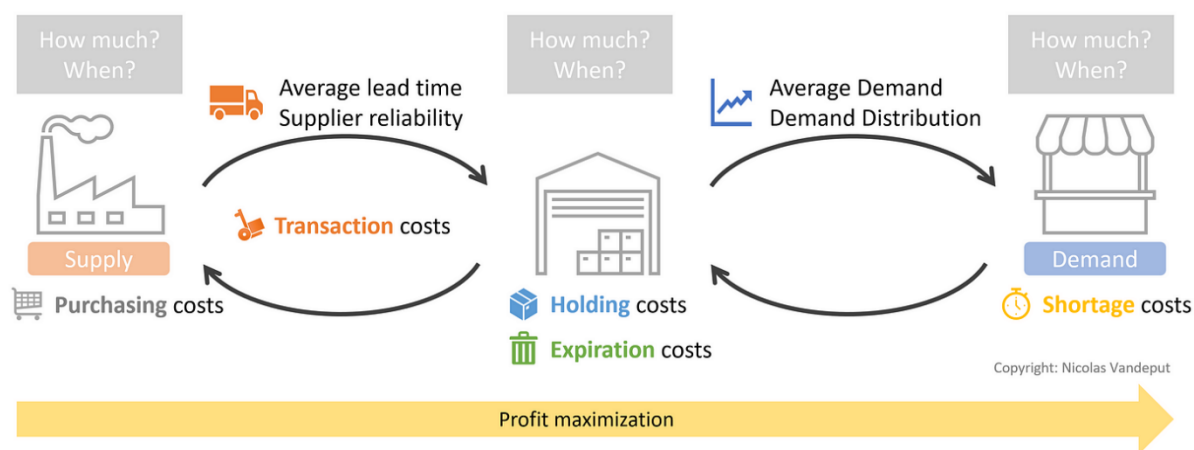 How much?
When?
How much?
When?
How much?
When?
Average lead time
Supplier reliability
Average Demand
Demand Distribution
Transaction costs
Supply
Demand
Purchasing costs
Holding costs
Shortage costs
Expiration costs
Copyright: Nicolas Vandeput
Profit maximization